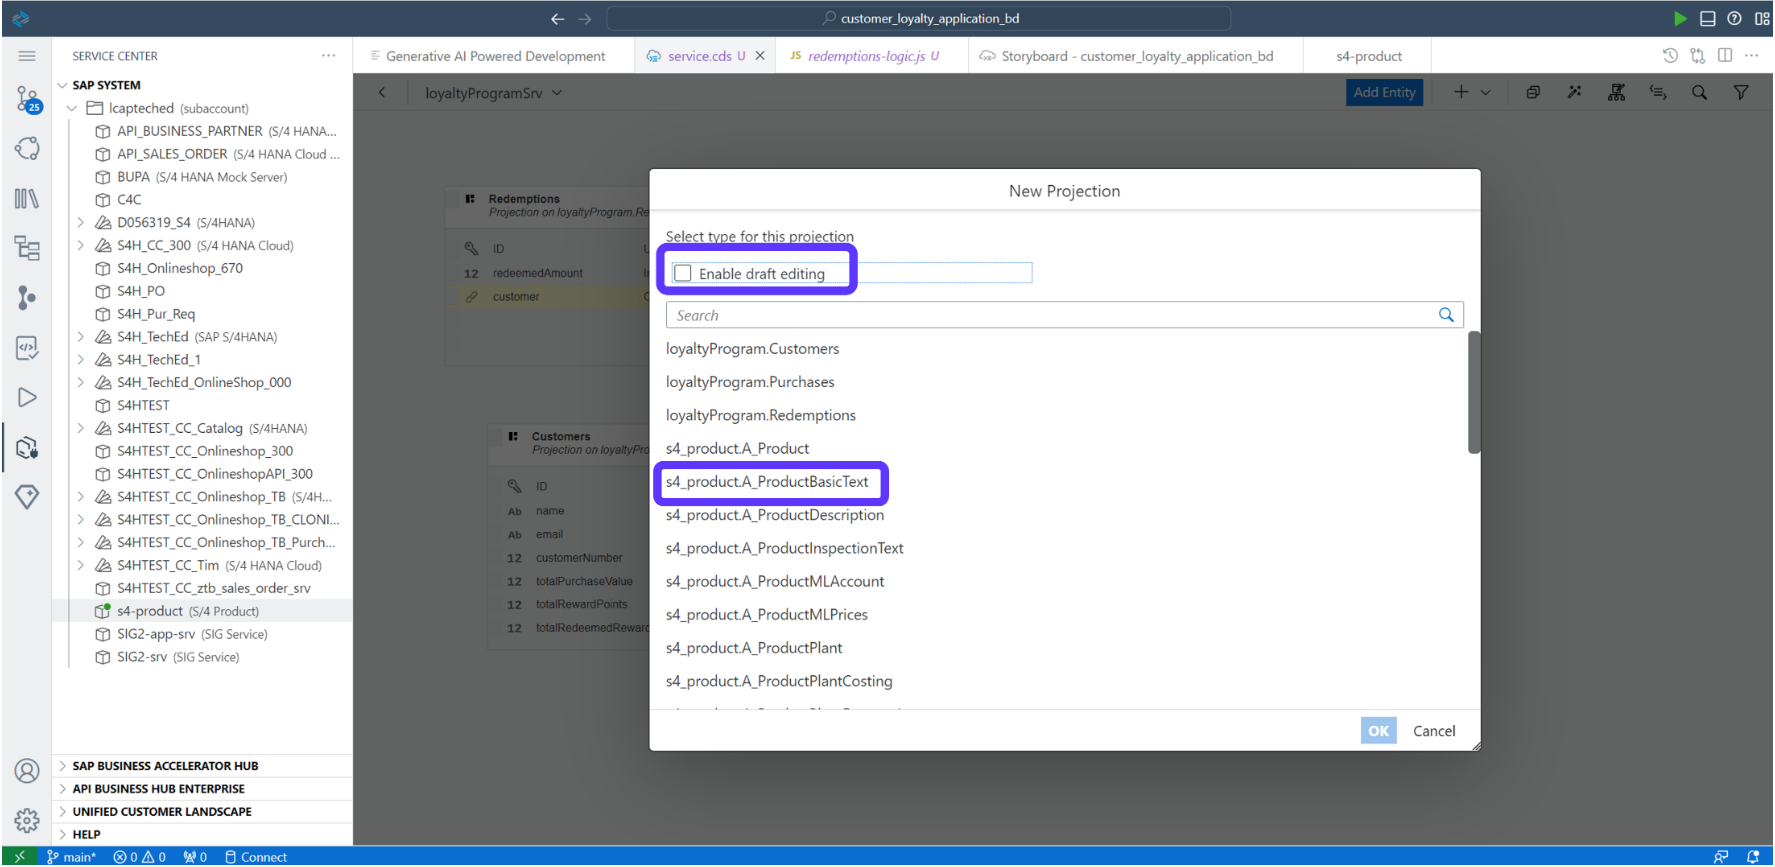 customer_loyalty_application_bd
SERVICE CENTER
Generative AI Powered Development
service.cds U
JS redemptions-logic.js U
Storyboard - customer_loyalty_application_bd
s4-product
SAP SYSTEM
lcapteched (subaccount)
API_BUSINESS_PARTNER (S/4 HANA...
API_SALES_ORDER (S/4 HANA Cloud ...
BUPA (S/4 HANA Mock Server)
C4C
D056319_S4 (S/4HANA)
S4H_CC_300 (S/4 HANA Cloud)
S4H_Onlineshop_670
S4H_PO
S4H_Pur_Req
S4H_TechEd (SAP S/4HANA)
S4H_TechEd_1
S4H_TechEd_OnlineShop_000
S4HTEST
S4HTEST_CC_Catalog (S/4HANA)
S4HTEST_CC_Onlineshop_300
S4HTEST_CC_OnlineshopAPI_300
S4HTEST_CC_Onlineshop_TB (S/4H...
S4HTEST_CC_Onlineshop_TB_CLONI...
S4HTEST_CC_Onlineshop_TB_Purch...
S4HTEST_CC_Tim (S/4 HANA Cloud)
S4HTEST_CC_ztb_sales_order_srv
s4-product (S/4 Product)
SIG2-app-srv (SIG Service)
SIG2-srv (SIG Service)
SAP BUSINESS ACCELERATOR HUB
API BUSINESS HUB ENTERPRISE
UNIFIED CUSTOMER LANDSCAPE
HELP
25
loyaltyProgramSrv
Add Entity
Redemptions
Projection on loyaltyProgram.Re
ID
12 redeemedAmount
customer
Customers
Projection on loyaltyPro
ID
Ab name
Ab email
12 customerNumber
12 totalPurchaseValue
12 totalRewardPoints
12 totalRedeemedReward
New Projection
Select type for this projection
Enable draft editing
Search
loyaltyProgram.Customers
loyaltyProgram.Purchases
loyaltyProgram.Redemptions
s4_product.A_Product
s4_product.A_ProductBasicText
s4_product.A_ProductDescription
s4_product.A_ProductInspectionText
s4_product.A_ProductMLAccount
s4_product.A_ProductMLPrices
s4_product.A_ProductPlant
s4_product.A_ProductPlantCosting
OK
Cancel
main*
0
0
0
Connect